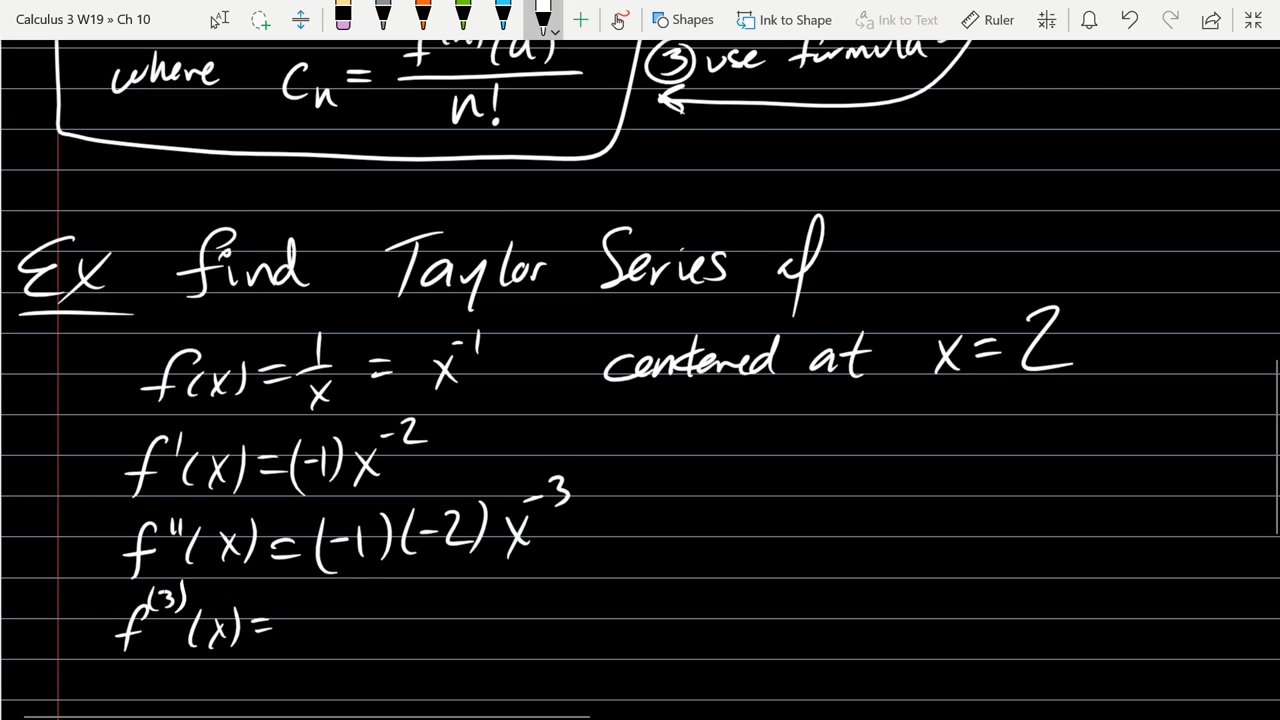 Calculus 3 W19 » Ch 10
Shapes
Ink to Shape
Ink to Text
Ruler
where Cn = f^(n)(a) / n!
③ use formula
Ex find Taylor Series of
f(x) = 1/x = x^-1 centered at x = 2
f'(x) = (-1)x^-2
f''(x) = (-1)(-2) x^-3
f^(3)(x) =